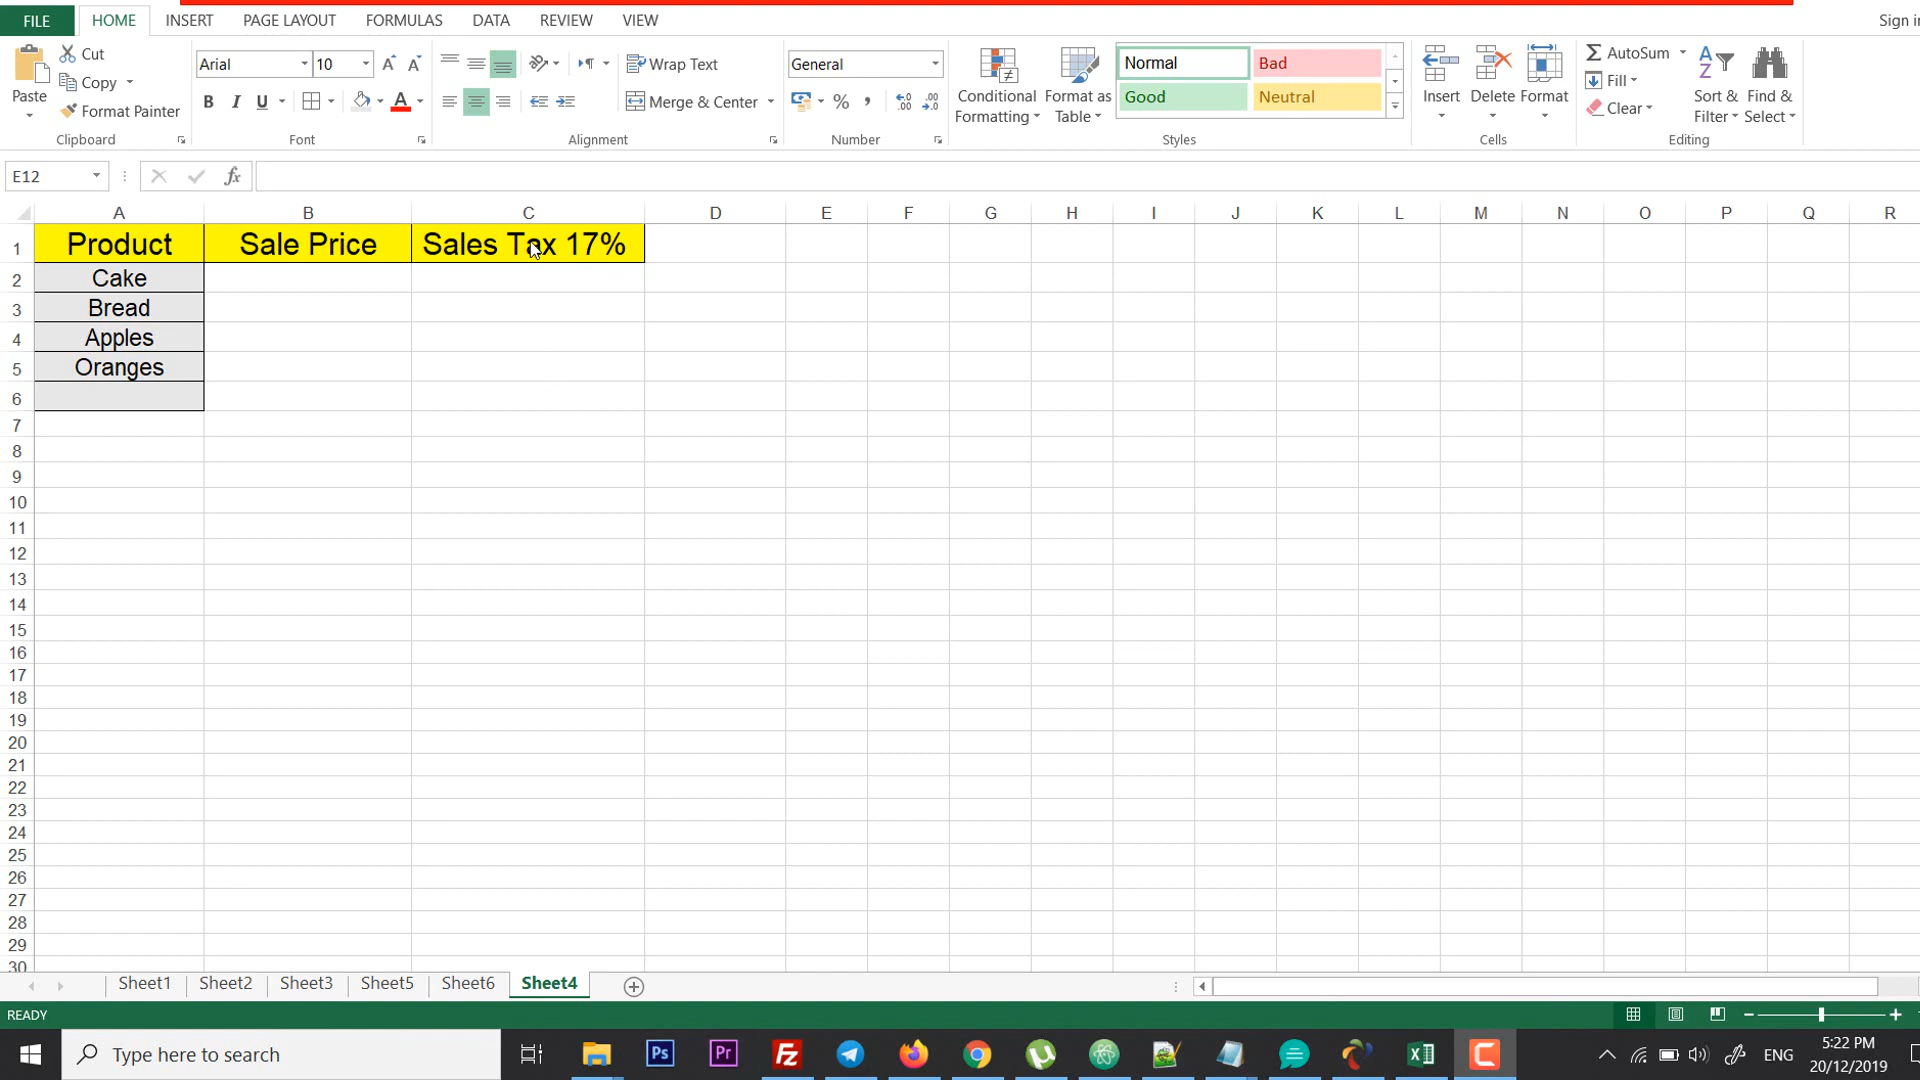 FILE HOME INSERT PAGE LAYOUT FORMULAS DATA REVIEW VIEW Sign in
Paste Cut Copy Format Painter Clipboard
Arial 10 B I U A Font
Wrap Text Merge & Center Alignment
General % , Number
Conditional Formatting Format as Table
Normal Bad Good Neutral Styles
Insert Delete Format Cells
AutoSum Fill Clear Sort & Filter Find & Select Editing
E12 fx
A B C D E F G H I J K L M N O P Q R
1 Product Sale Price Sales Tax 17%
2 Cake
3 Bread
4 Apples
5 Oranges
6
7
8
9
10
11
12
13
14
15
16
17
18
19
20
21
22
23
24
25
26
27
28
29
30
Sheet1 Sheet2 Sheet3 Sheet5 Sheet6 Sheet4
READY
Type here to search Ps Pr Fz ENG 5:22 PM
20/12/2019